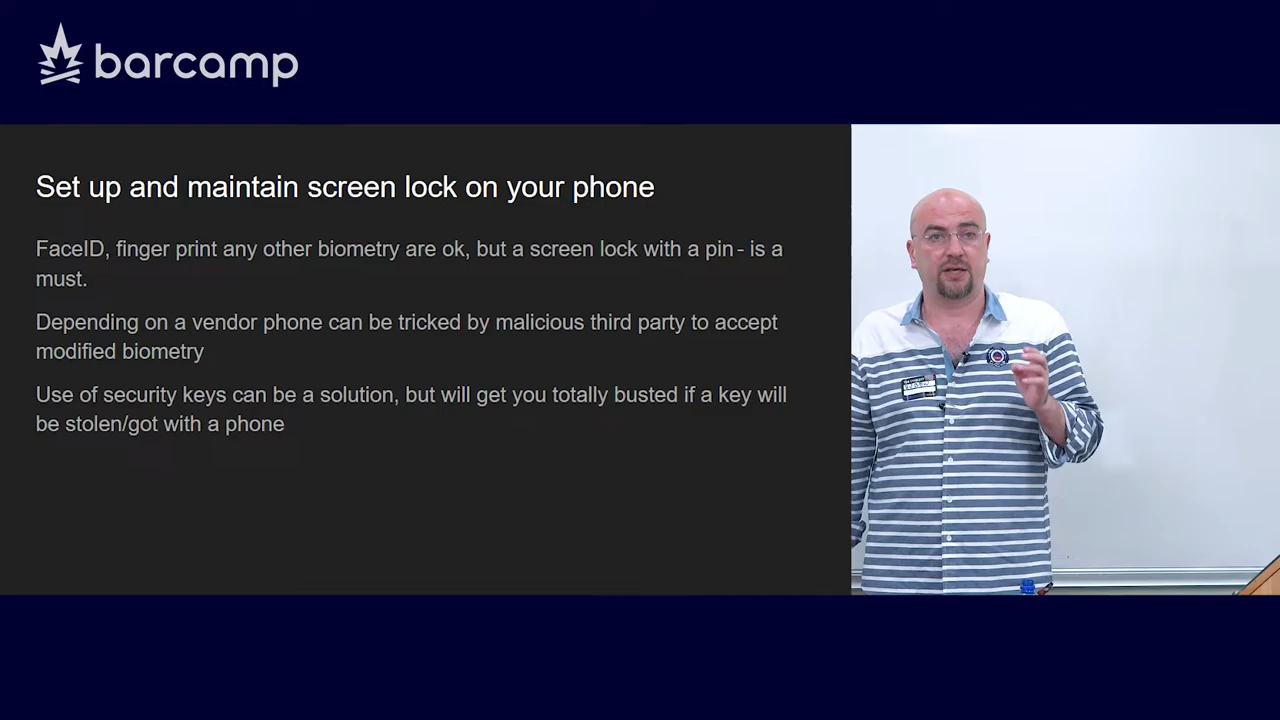 barcamp
Set up and maintain screen lock on your phone
FaceID, finger print any other biometry are ok, but a screen lock with a pin - is a
must.
Depending on a vendor phone can be tricked by malicious third party to accept
modified biometry
Use of security keys can be a solution, but will get you totally busted if a key will
be stolen/got with a phone